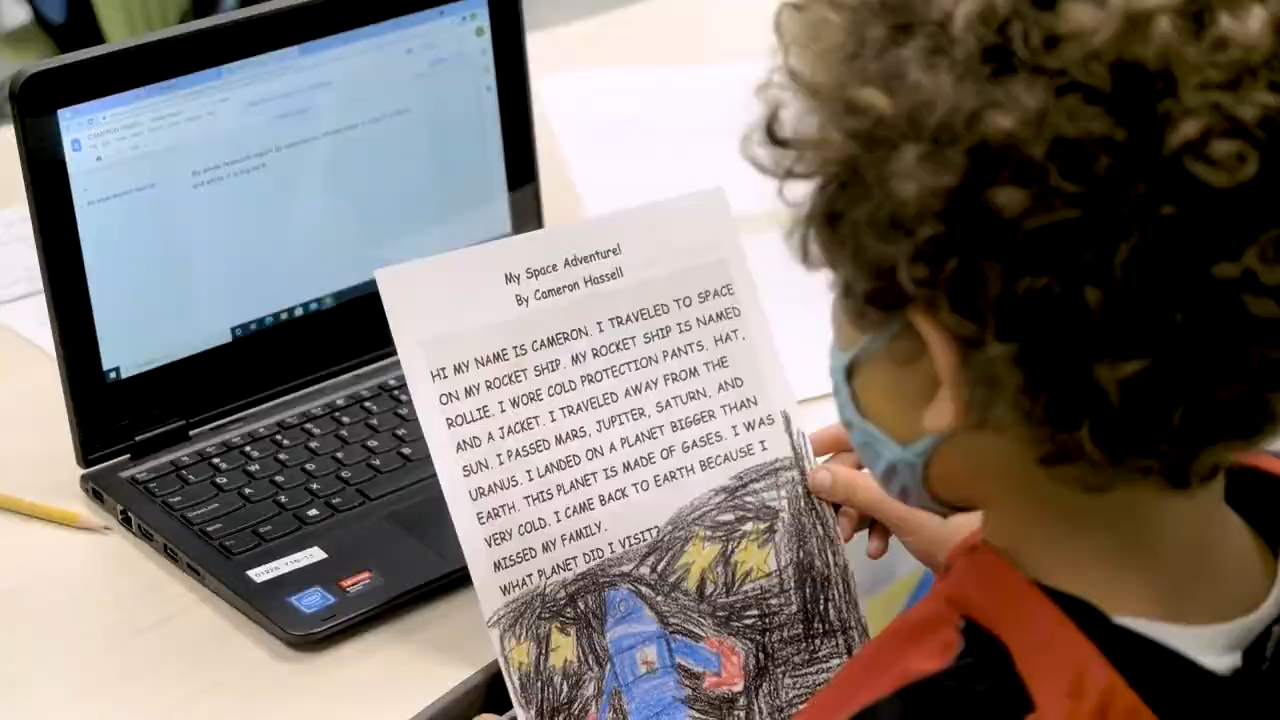 My Space Adventure!
By Cameron Hassell
HI MY NAME IS CAMERON. I TRAVELED TO SPACE
ON MY ROCKET SHIP. MY ROCKET SHIP IS NAMED
ROLLIE. I WORE COLD PROTECTION PANTS, HAT,
AND A JACKET. I TRAVELED AWAY FROM THE
SUN. I PASSED MARS, JUPITER, SATURN, AND
URANUS. I LANDED ON A PLANET BIGGER THAN
EARTH. THIS PLANET IS MADE OF GASES. I WAS
VERY COLD. I CAME BACK TO EARTH BECAUSE I
MISSED MY FAMILY.
WHAT PLANET DID I VISIT?
intel
Lenovo